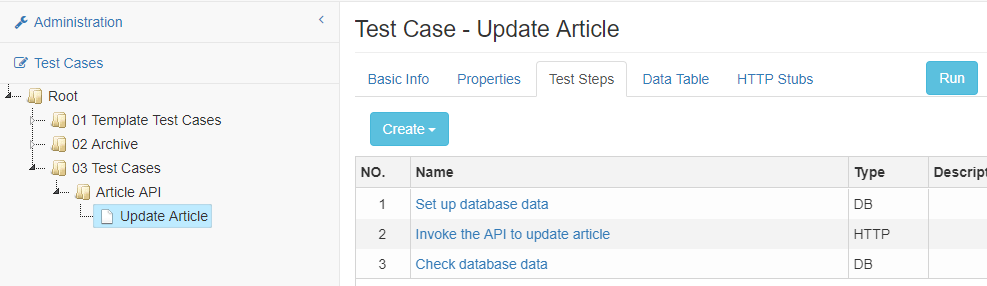 Administration
Test Cases
Root
01 Template Test Cases
02 Archive
03 Test Cases
Article API
Update Article
Test Case - Update Article
Basic Info Properties Test Steps Data Table HTTP Stubs Run
Create
NO. Name Type Descript
1 Set up database data DB
2 Invoke the API to update article HTTP
3 Check database data DB